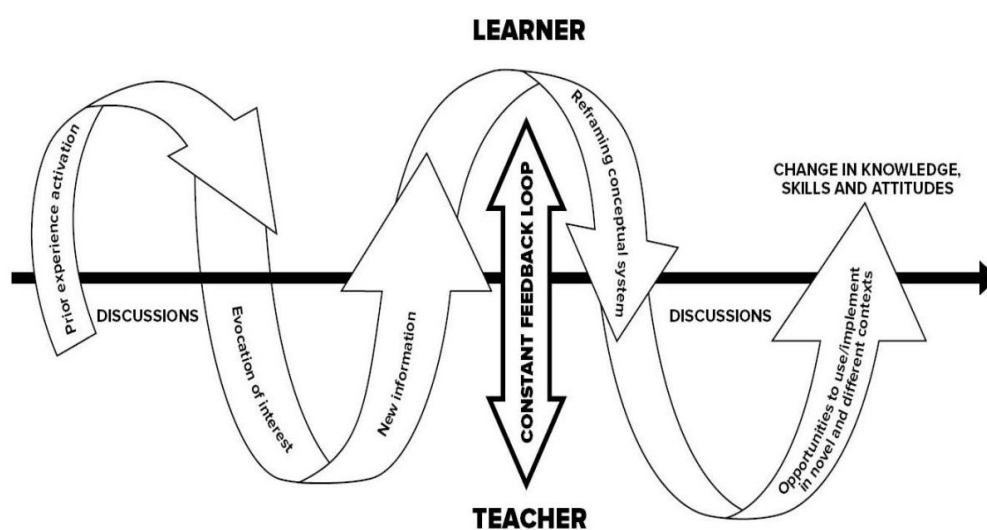 LEARNER
Prior experience activation
DISCUSSIONS
Evocation of interest
New information
CONSTANT FEEDBACK LOOP
Reframing conceptual system
DISCUSSIONS
CHANGE IN KNOWLEDGE,
SKILLS AND ATTITUDES
Opportunities to use/implement
in novel and different contexts
TEACHER